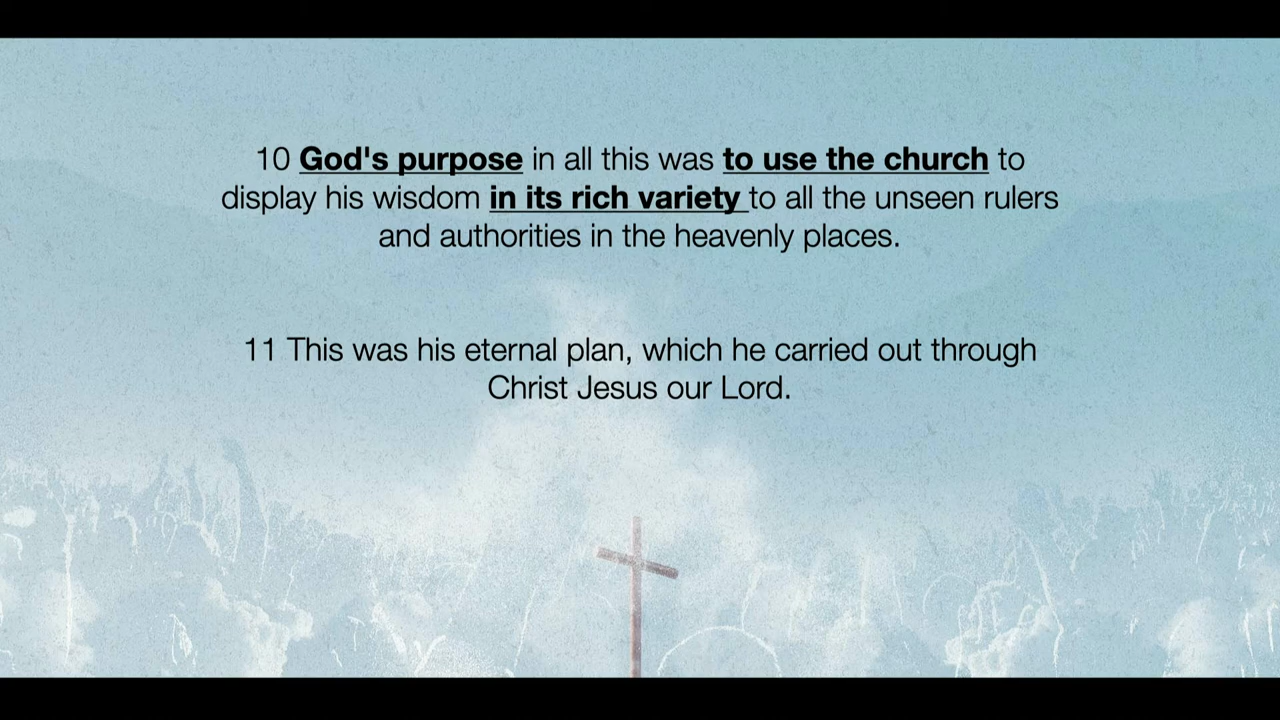 10 God's purpose in all this was to use the church to
display his wisdom in its rich variety to all the unseen rulers
and authorities in the heavenly places.
11 This was his eternal plan, which he carried out through
Christ Jesus our Lord.